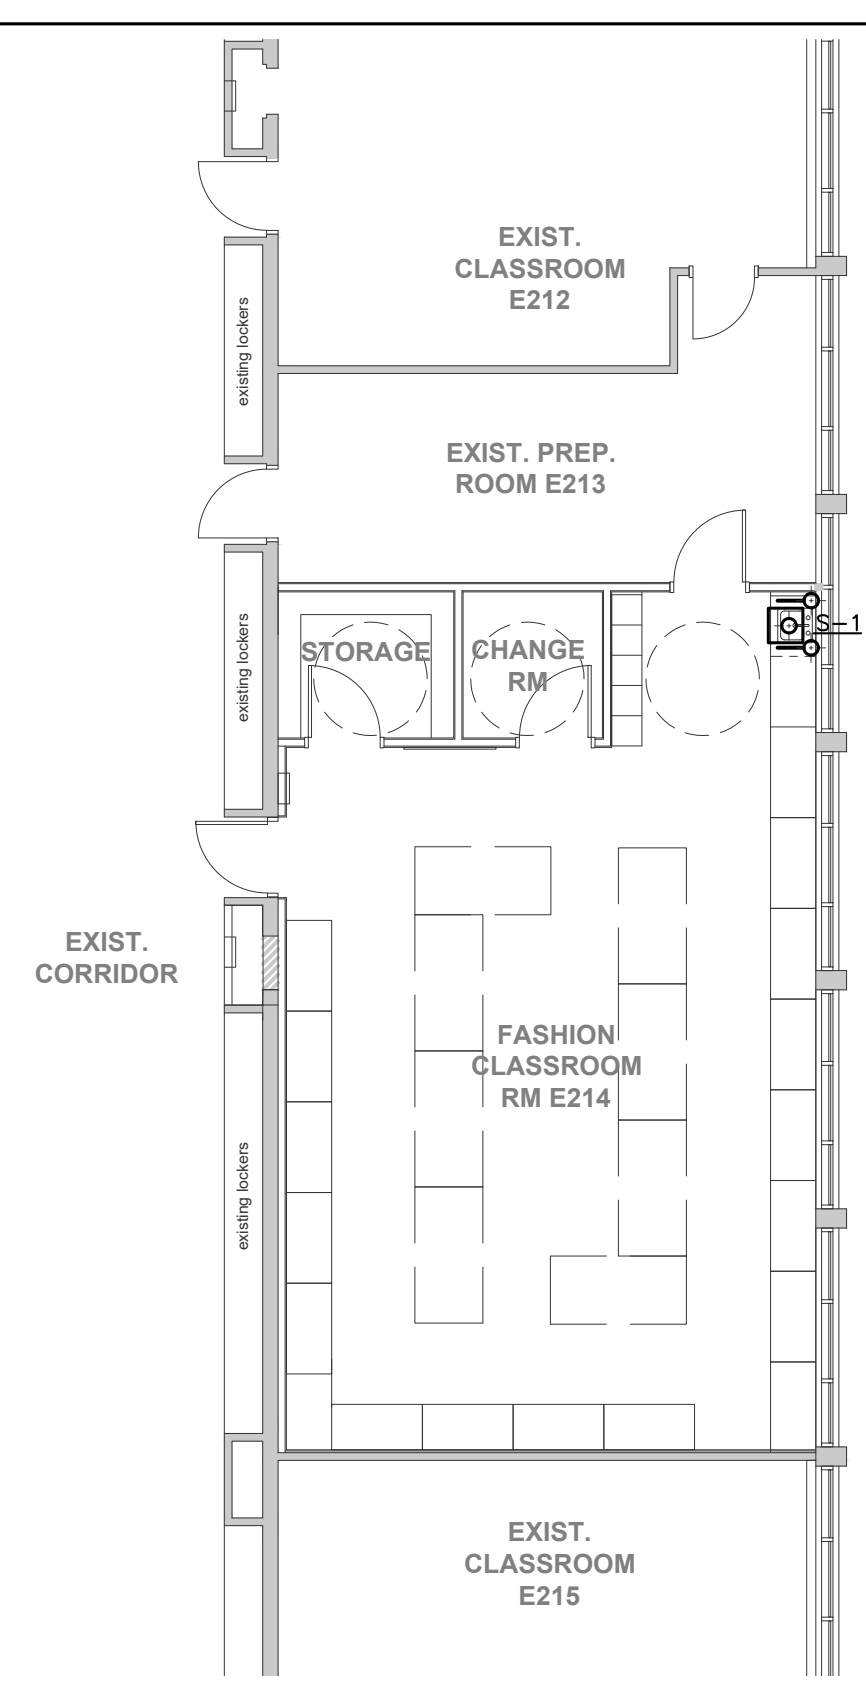 EXIST.
CLASSROOM
E212
existing lockers
EXIST. PREP.
ROOM E213
S-1
existing lockers
STORAGE
CHANGE
RM
EXIST.
CORRIDOR
FASHION
CLASSROOM
RM E214
existing lockers
EXIST.
CLASSROOM
E215